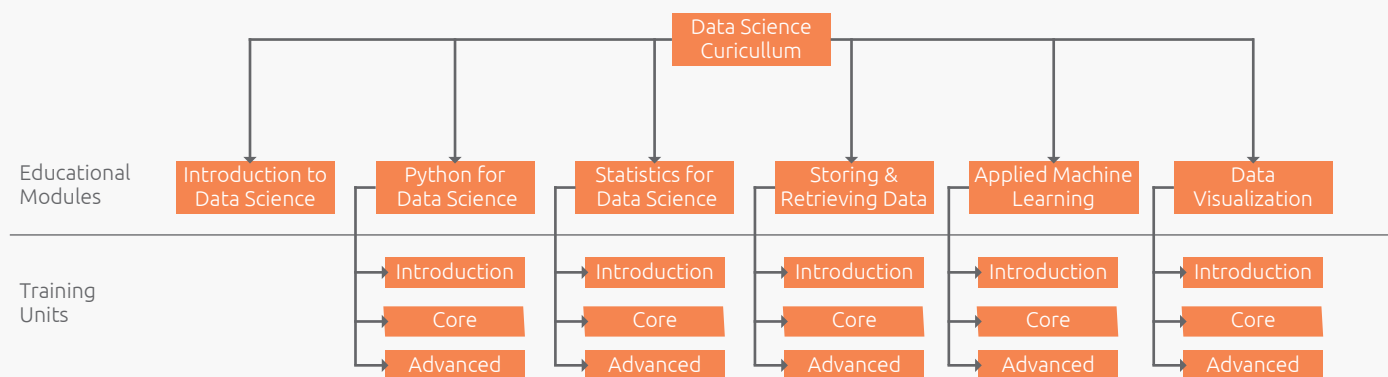 Data Science
Curicullum
Educational
Modules
Introduction to
Data Science
Python for
Data Science
Statistics for
Data Science
Storing &
Retrieving Data
Applied Machine
Learning
Data
Visualization
Training
Units
Introduction
Introduction
Introduction
Introduction
Introduction
Core
Core
Core
Core
Core
Advanced
Advanced
Advanced
Advanced
Advanced